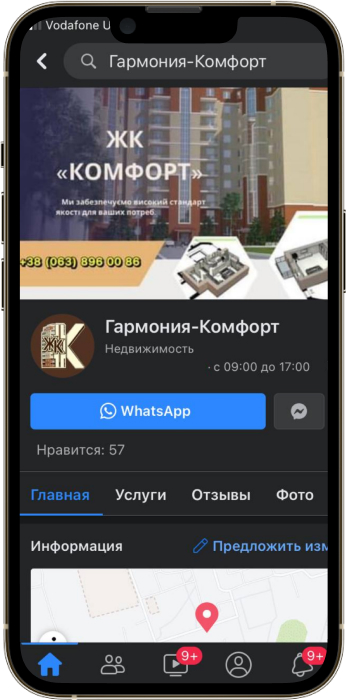 Vodafone U
Гармония-Комфорт
ЖК
«КОМФОРТ»
Ми забезпечуємо високий стандарт
якості для ваших потреб.
+38 (063) 896 00 86
ЖК
Гармония-Комфорт
Недвижимость
· с 09:00 до 17:00
WhatsApp
Нравится: 57
Главная Услуги Отзывы Фото
Информация
Предложить изм
9+
9+